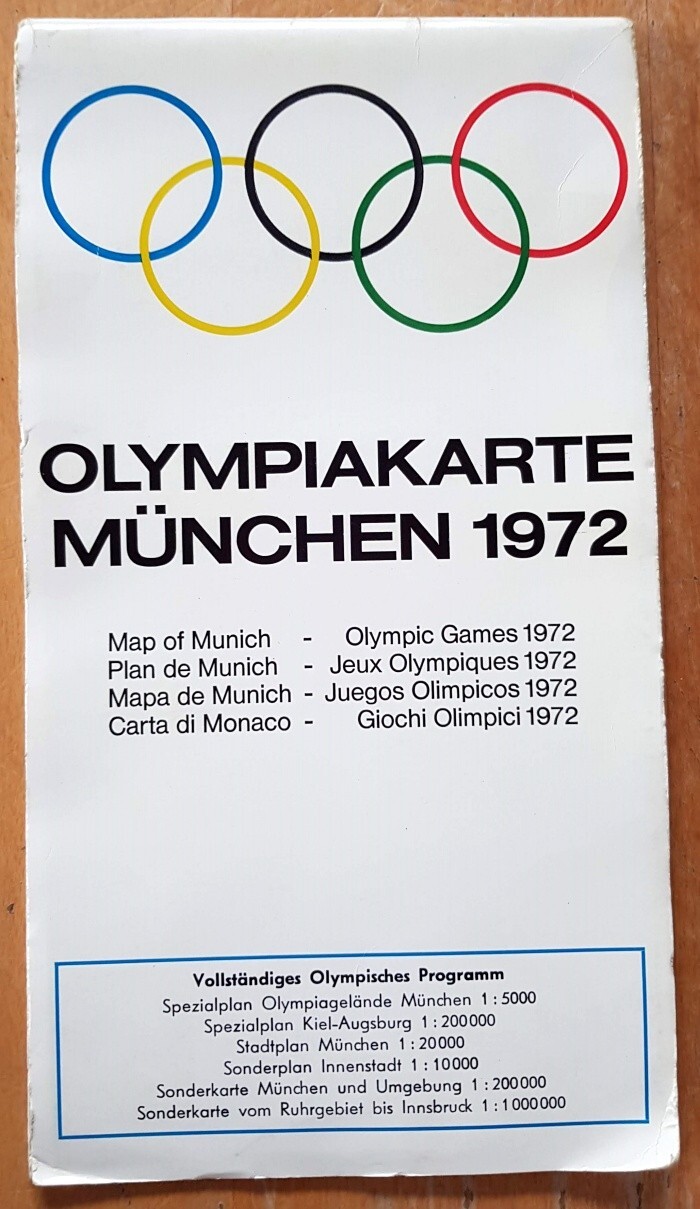 OLYMPIAKARTE
MÜNCHEN 1972
Map of Munich - Olympic Games 1972
Plan de Munich - Jeux Olympiques 1972
Mapa de Munich - Juegos Olimpicos 1972
Carta di Monaco - Giochi Olimpici 1972
Vollständiges Olympisches Programm
Spezialplan Olympiagelände München 1 : 5000
Spezialplan Kiel-Augsburg 1 : 200000
Stadtplan München 1 : 20000
Sonderplan Innenstadt 1 : 10000
Sonderkarte München und Umgebung 1 : 200000
Sonderkarte vom Ruhrgebiet bis Innsbruck 1 : 1000000